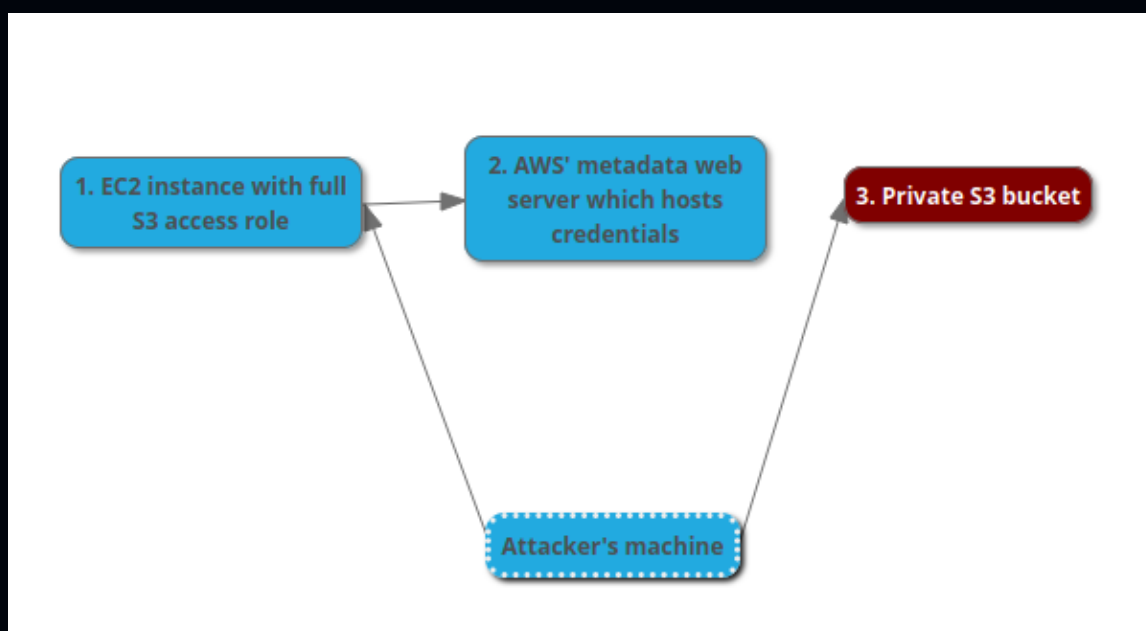 1. EC2 instance with full
S3 access role
2. AWS' metadata web
server which hosts
credentials
3. Private S3 bucket
Attacker's machine